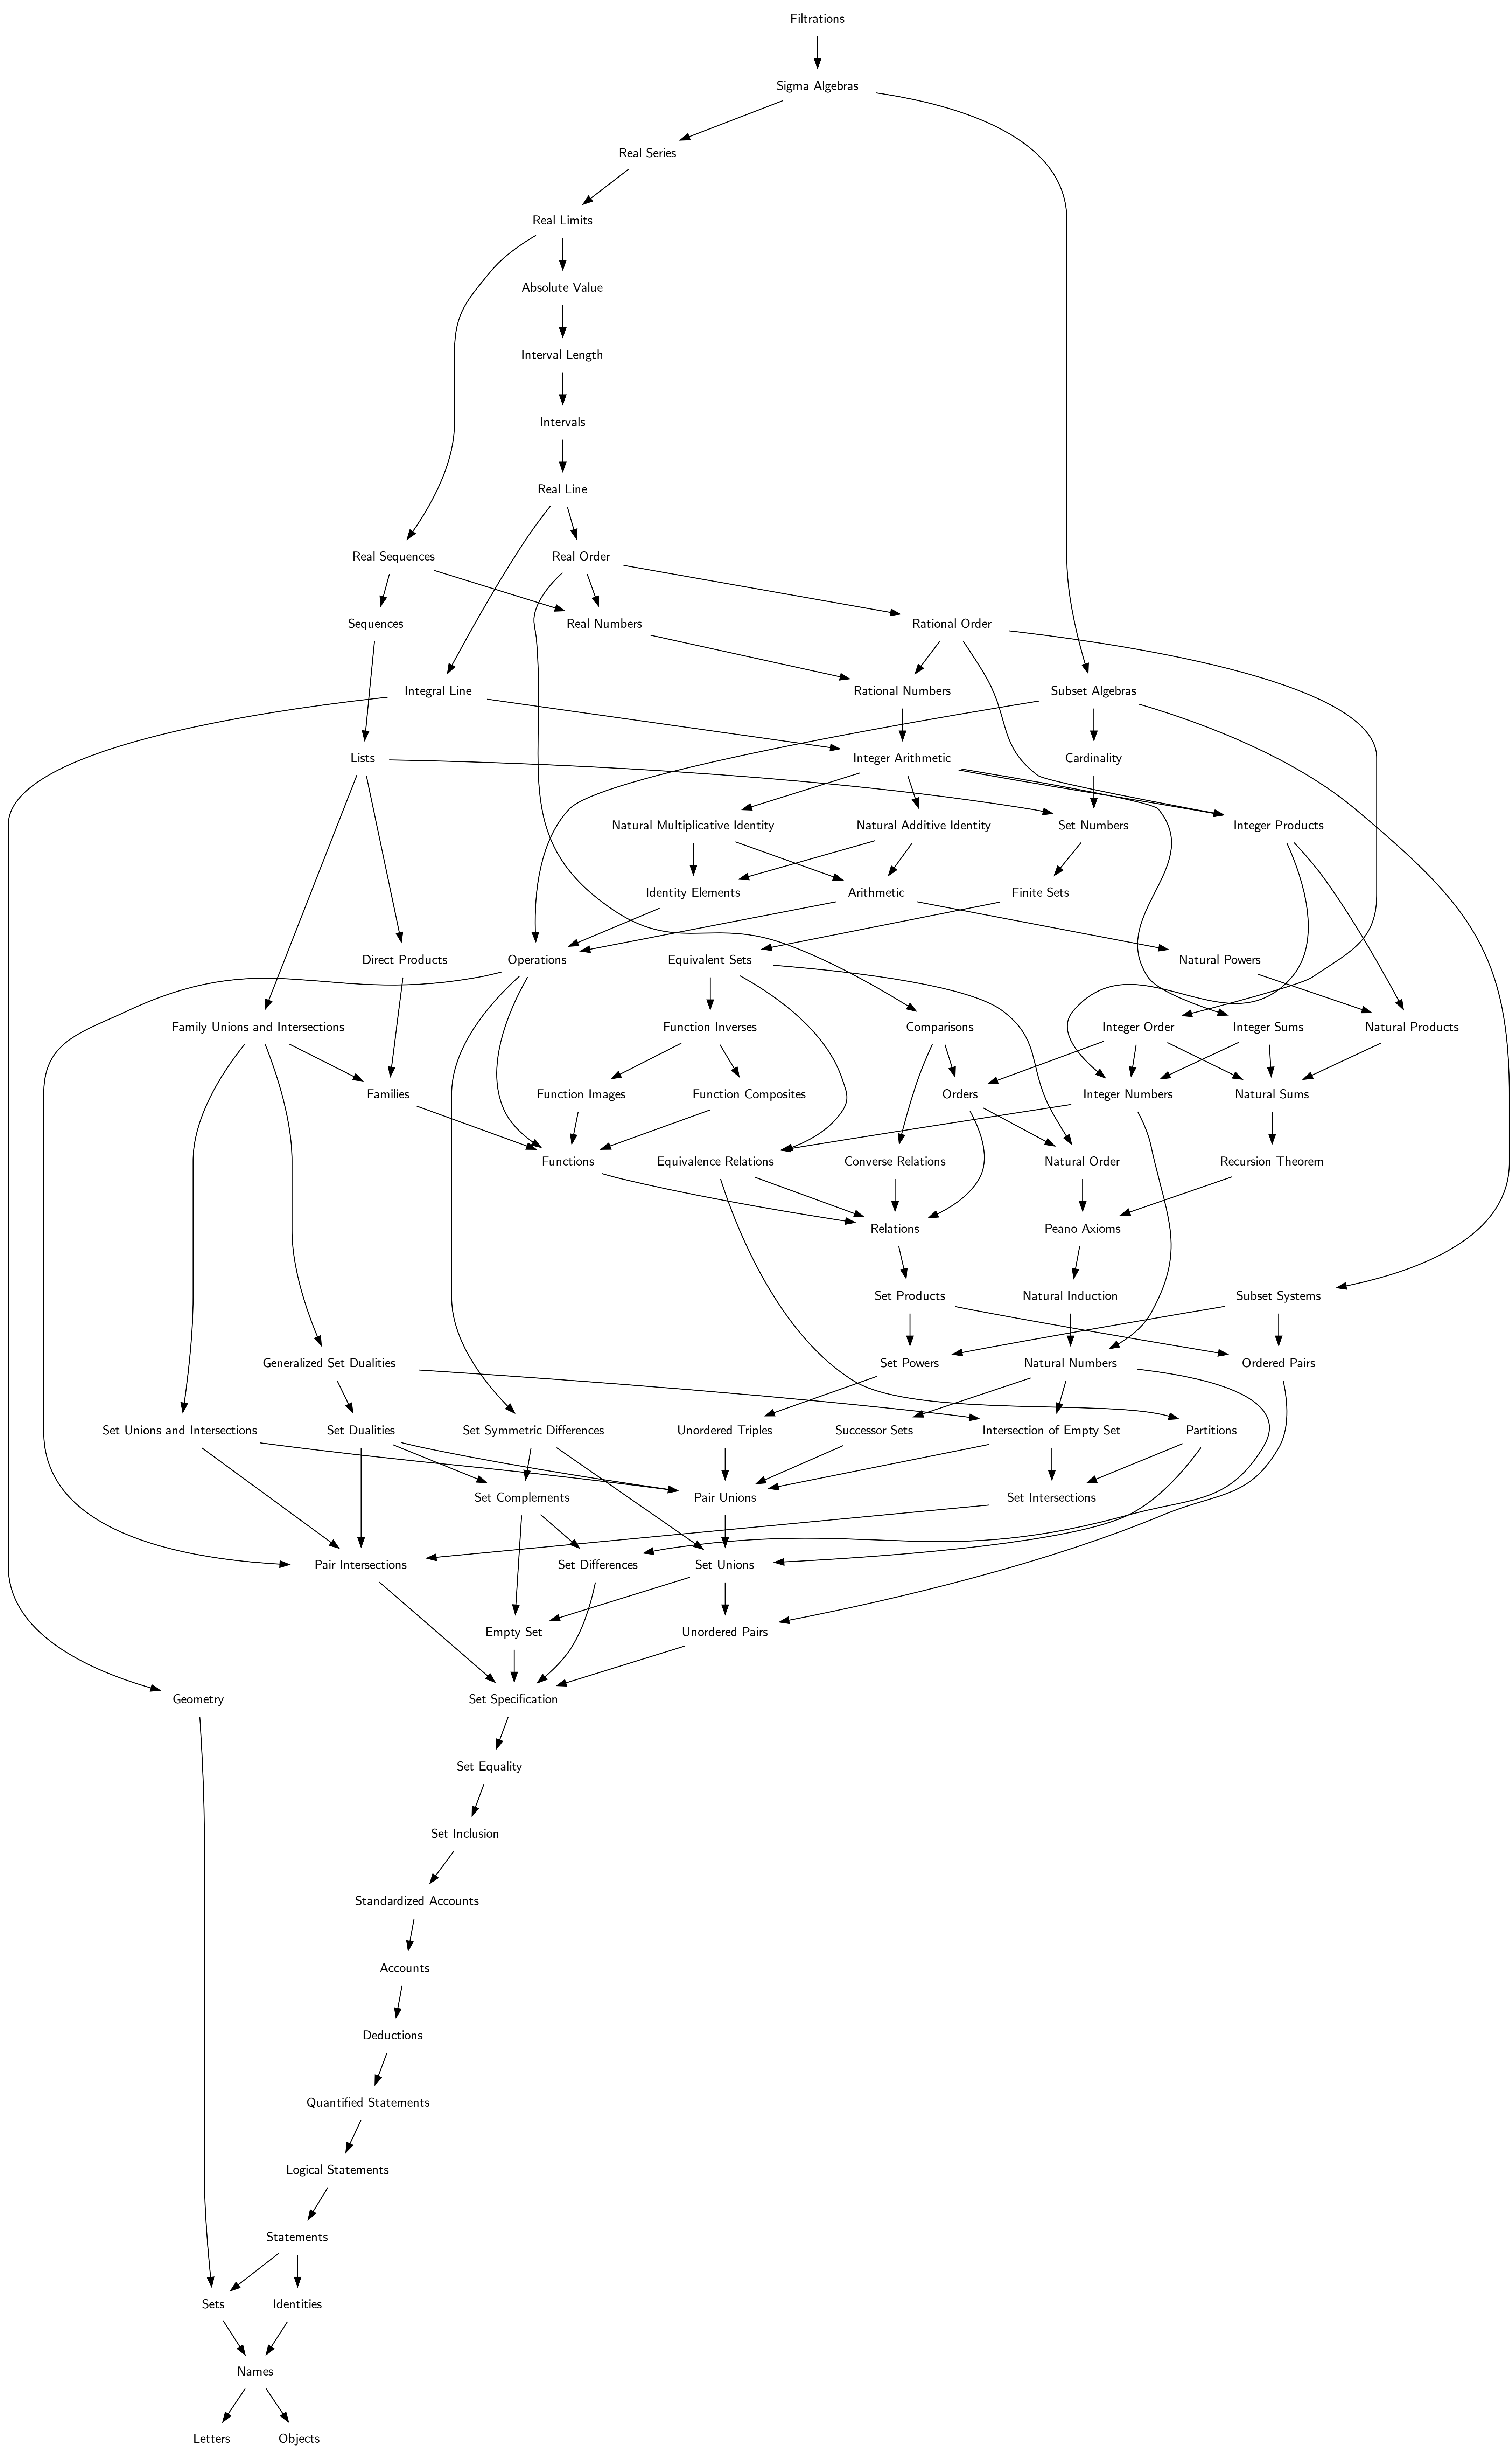 Filtrations
Sigma Algebras
Real Series
Real Limits
Absolute Value
Interval Length
Intervals
Real Line
Real Sequences
Real Order
Sequences
Real Numbers
Rational Order
Integral Line
Rational Numbers
Subset Algebras
Lists
Integer Arithmetic
Cardinality
Natural Multiplicative Identity
Natural Additive Identity
Set Numbers
Integer Products
Identity Elements
Arithmetic
Finite Sets
Direct Products
Operations
Equivalent Sets
Natural Powers
Family Unions and Intersections
Function Inverses
Comparisons
Integer Order
Integer Sums
Natural Products
Families
Function Images
Function Composites
Orders
Integer Numbers
Natural Sums
Functions
Equivalence Relations
Converse Relations
Natural Order
Recursion Theorem
Relations
Peano Axioms
Set Products
Natural Induction
Subset Systems
Generalized Set Dualities
Set Powers
Natural Numbers
Ordered Pairs
Set Unions and Intersections
Set Dualities
Set Symmetric Differences
Unordered Triples
Successor Sets
Intersection of Empty Set
Partitions
Set Complements
Pair Unions
Set Intersections
Pair Intersections
Set Differences
Set Unions
Empty Set
Unordered Pairs
Geometry
Set Specification
Set Equality
Set Inclusion
Standardized Accounts
Accounts
Deductions
Quantified Statements
Logical Statements
Statements
Sets
Identities
Names
Letters
Objects